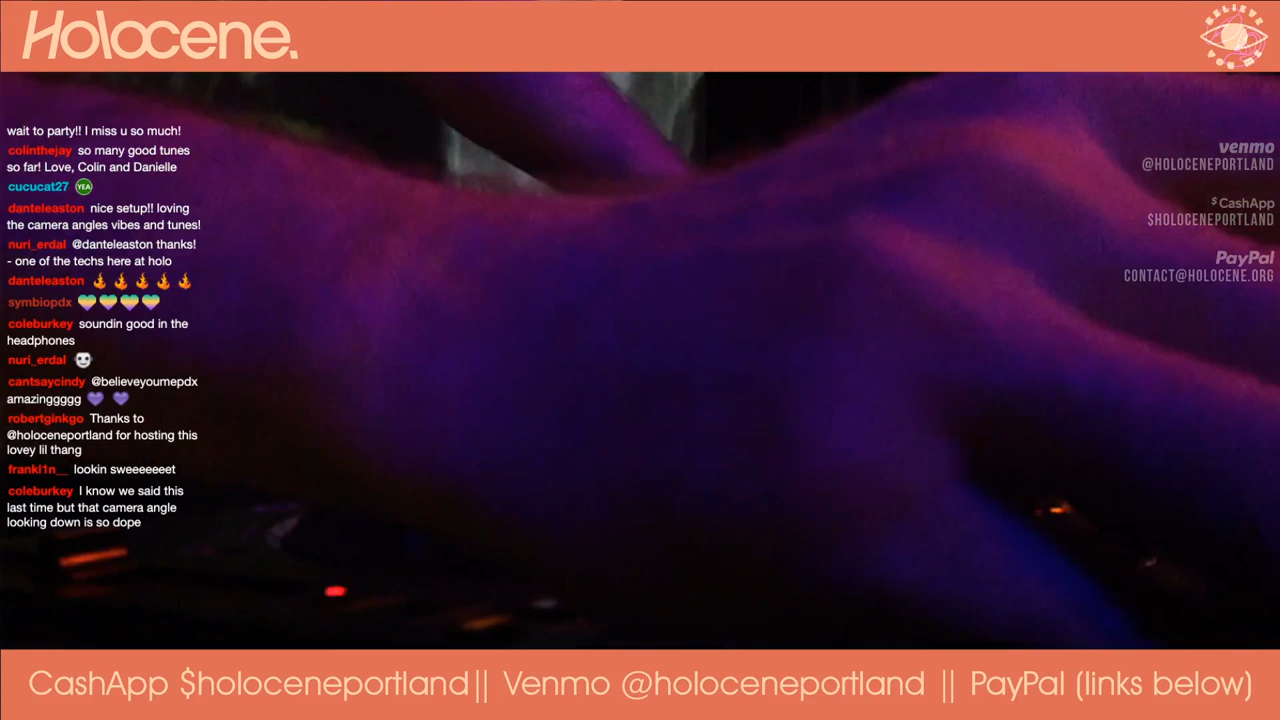 Holocene.
BELIEVE
YOU ME
wait to party!! I miss u so much!
colinthejay so many good tunes
so far! Love, Colin and Danielle
cucucat27 YEA
danteleaston nice setup!! loving
the camera angles vibes and tunes!
nuri_erdal @danteleaston thanks!
- one of the techs here at holo
danteleaston 🔥 🔥 🔥 🔥 🔥
symbiopdx
coleburkey soundin good in the
headphones
nuri_erdal
cantsaycindy @believeyoumepdx
amazinggggg 💜 💜
robertginkgo Thanks to
@holoceneportland for hosting this
lovey lil thang
frankl1n__ lookin sweeeeeeet
coleburkey I know we said this
last time but that camera angle
looking down is so dope
venmo
@HOLOCENEPORTLAND
$CashApp
$HOLOCENEPORTLAND
PayPal
CONTACT@HOLOCENE.ORG
CashApp $holoceneportland|| Venmo @holoceneportland || PayPal (links below)